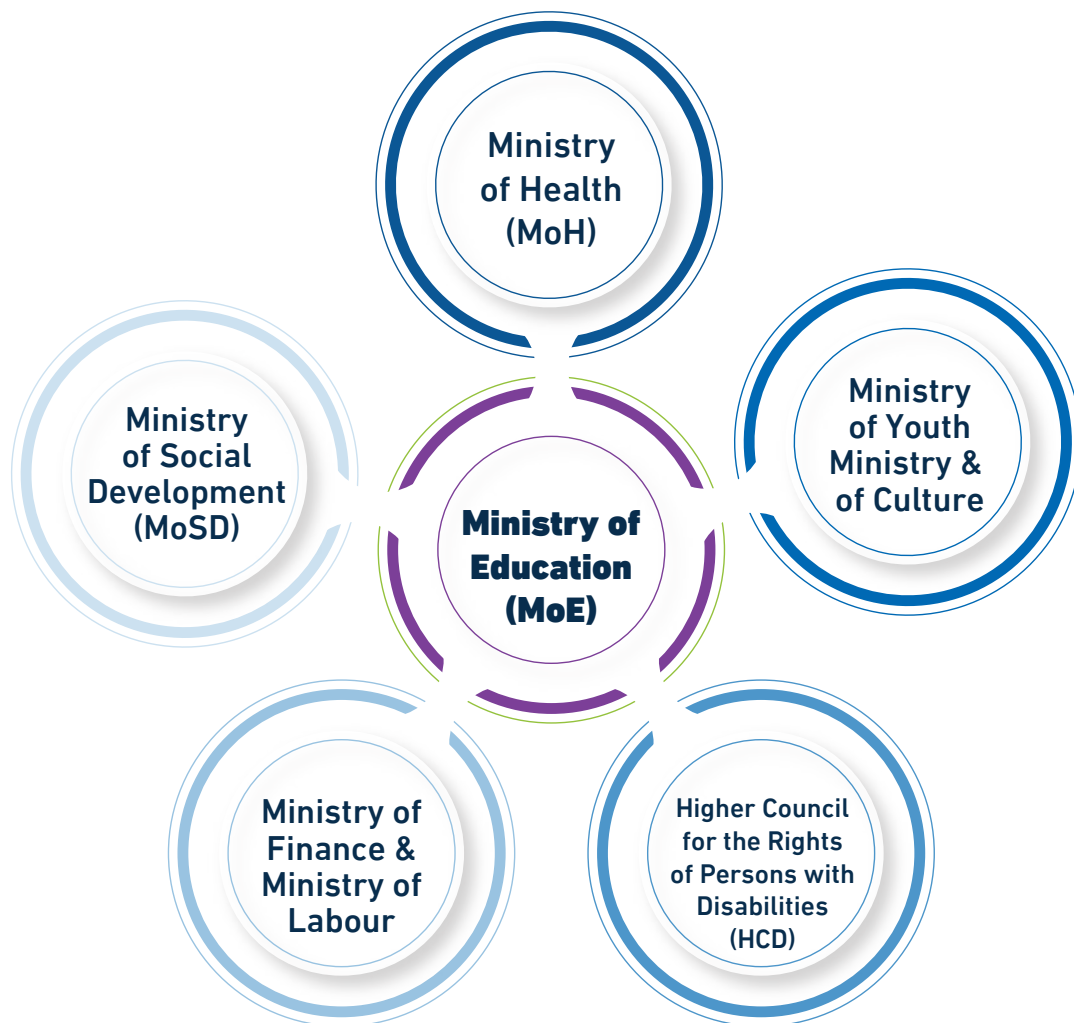 Ministry
of Health
(MoH)
Ministry
of Youth
Ministry &
of Culture
Ministry
of Social
Development
(MoSD)
Ministry of
Education
(MoE)
Ministry of
Finance &
Ministry of
Labour
Higher Council
for the Rights
of Persons with
Disabilities
(HCD)